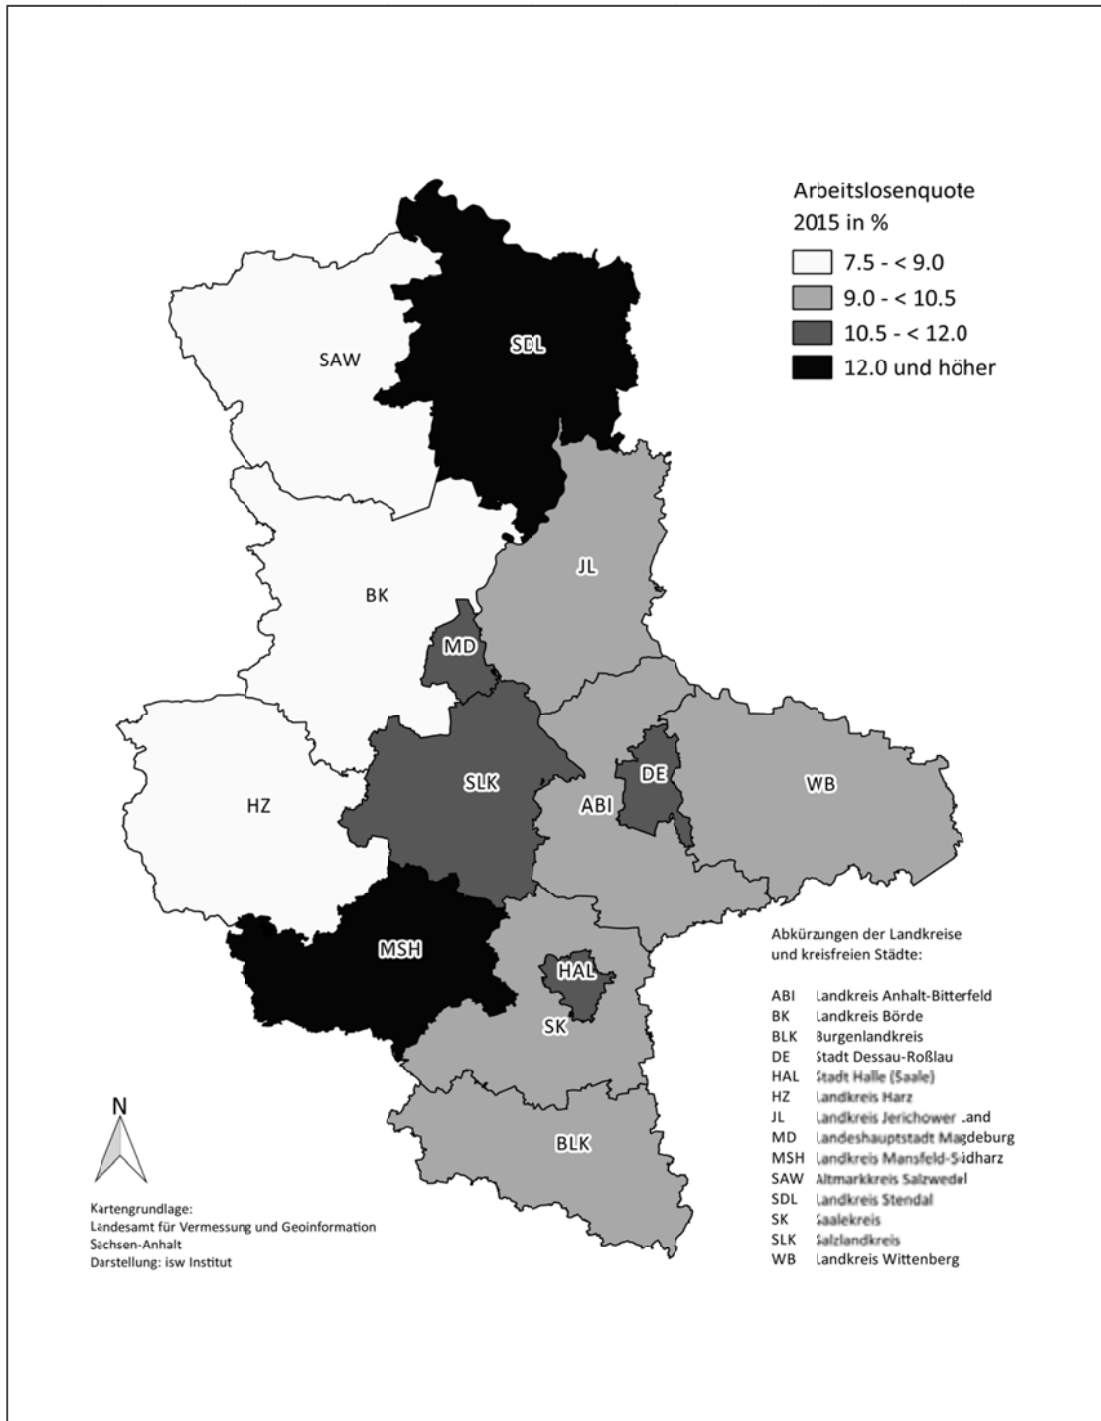 Arbeitslosenquote
2015 in %
7.5 - < 9.0
9.0 - < 10.5
10.5 - < 12.0
12.0 und höher
SAW
SDL
JL
BK
MD
SLK
DE
WB
HZ
ABI
MSH
HAL
SK
BLK
Abkürzungen der Landkreise
und kreisfreien Städte:
ABI Landkreis Anhalt-Bitterfeld
BK Landkreis Börde
BLK Burgenlandkreis
DE Stadt Dessau-Roßlau
HAL Stadt Halle (Saale)
HZ Landkreis Harz
JL Landkreis Jerichower Land
MD Landeshauptstadt Magdeburg
MSH Landkreis Mansfeld-Südharz
SAW Altmarkkreis Salzwedel
SDL Landkreis Stendal
SK Saalekreis
SLK Salzlandkreis
WB Landkreis Wittenberg
N
Kartengrundlage:
Landesamt für Vermessung und Geoinformation
Sachsen-Anhalt
Darstellung: isw Institut